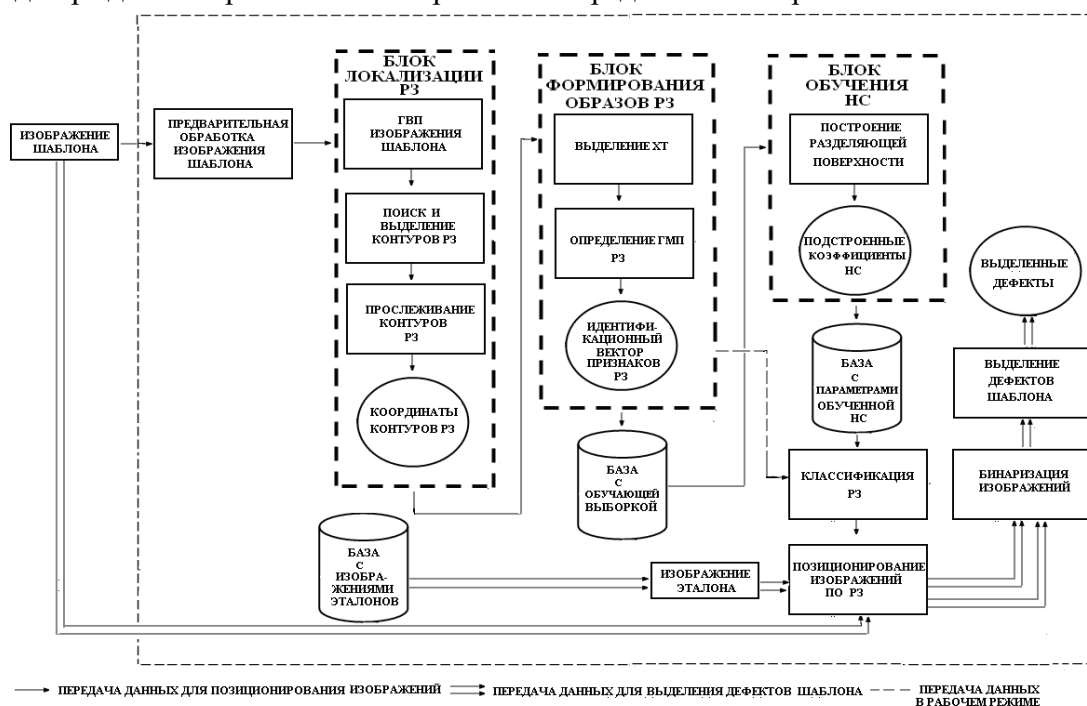 БЛОК
ЛОКАЛИЗАЦИИ
РЗ
БЛОК
ФОРМИРОВАНИЯ
ОБРАЗОВ РЗ
БЛОК
ОБУЧЕНИЯ
НС
ИЗОБРАЖЕНИЕ
ШАБЛОНА
ПРЕДВАРИТЕЛЬНАЯ
ОБРАБОТКА
ИЗОБРАЖЕНИЯ
ШАБЛОНА
ГВП
ИЗОБРАЖЕНИЯ
ШАБЛОНА
ПОИСК И
ВЫДЕЛЕНИЕ
КОНТУРОВ РЗ
ПРОСЛЕЖИВАНИЕ
КОНТУРОВ
РЗ
КООРДИНАТЫ
КОНТУРОВ РЗ
ВЫДЕЛЕНИЕ ХТ
ОПРЕДЕЛЕНИЕ ГМП
РЗ
ИДЕНТИФИ-
КАЦИОННЫЙ
ВЕКТОР
ПРИЗНАКОВ
РЗ
БАЗА
С
ОБУЧАЮЩЕЙ
ВЫБОРКОЙ
ПОСТРОЕНИЕ
РАЗДЕЛЯЮЩЕЙ
ПОВЕРХНОСТИ
ПОДСТРОЕННЫЕ
КОЭФФИЦИЕНТЫ
НС
БАЗА
С
ПАРАМЕТРАМИ
ОБУЧЕННОЙ
НС
КЛАССИФИКАЦИЯ
РЗ
ПОЗИЦИОНИРОВАНИЕ
ИЗОБРАЖЕНИЙ
ПО РЗ
ВЫДЕЛЕННЫЕ
ДЕФЕКТЫ
ВЫДЕЛЕНИЕ
ДЕФЕКТОВ
ШАБЛОНА
БИНАРИЗАЦИЯ
ИЗОБРАЖЕНИЙ
БАЗА
С
ИЗОБРА-
ЖЕНИЯМИ
ЭТАЛОНОВ
ИЗОБРАЖЕНИЕ
ЭТАЛОНА
ПЕРЕДАЧА ДАННЫХ ДЛЯ ПОЗИЦИОНИРОВАНИЯ ИЗОБРАЖЕНИЙ
ПЕРЕДАЧА ДАННЫХ ДЛЯ ВЫДЕЛЕНИЯ ДЕФЕКТОВ ШАБЛОНА
ПЕРЕДАЧА ДАННЫХ
В РАБОЧЕМ РЕЖИМЕ